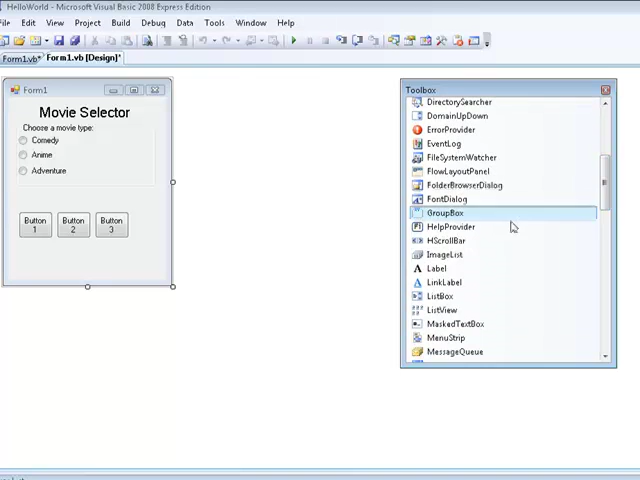 HelloWorld - Microsoft Visual Basic 2008 Express Edition
File Edit View Project Build Debug Data Tools Window Help
Form1.vb* Form1.vb [Design]*
Form1
Movie Selector
Choose a movie type:
Comedy
Anime
Adventure
Button 1
Button 2
Button 3
Toolbox
DirectorySearcher
DomainUpDown
ErrorProvider
EventLog
FileSystemWatcher
FlowLayoutPanel
FolderBrowserDialog
FontDialog
GroupBox
HelpProvider
HScrollBar
ImageList
A Label
A LinkLabel
ListBox
ListView
MaskedTextBox
MenuStrip
MessageQueue